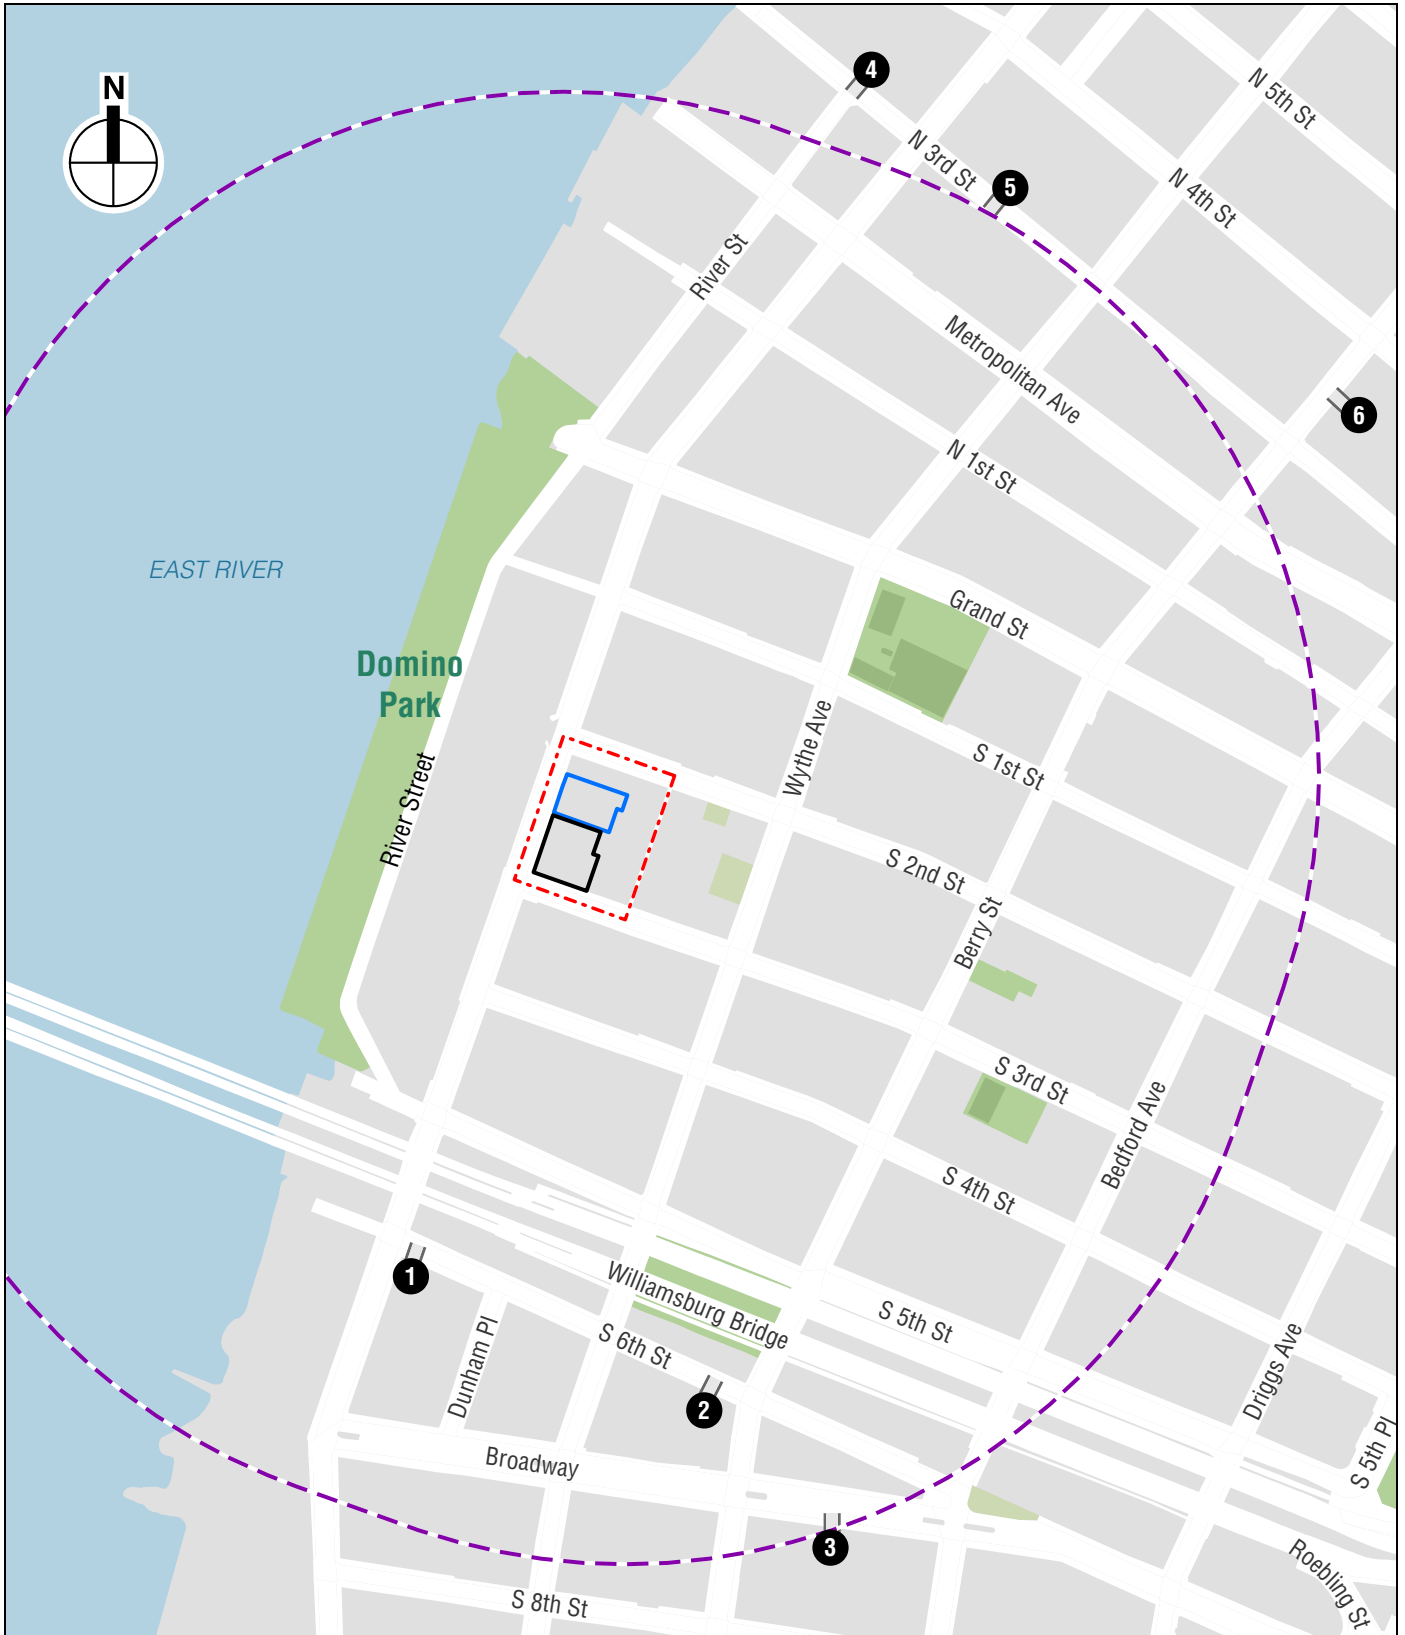 4
N
N 5th St
N 3rd St
5
N 4th St
River St
Metropolitan Ave
6
N 1st St
EAST RIVER
Grand St
Domino
Park
Wythe Ave
S 1st St
River Street
S 2nd St
Berry St
S 3rd St
Bedford Ave
S 4th St
1
Williamsburg Bridge
S 5th St
S 6th St
Dunham Pl
Driggs Ave
2
S 5th Pl
Broadway
3
Roebling St
S 8th St